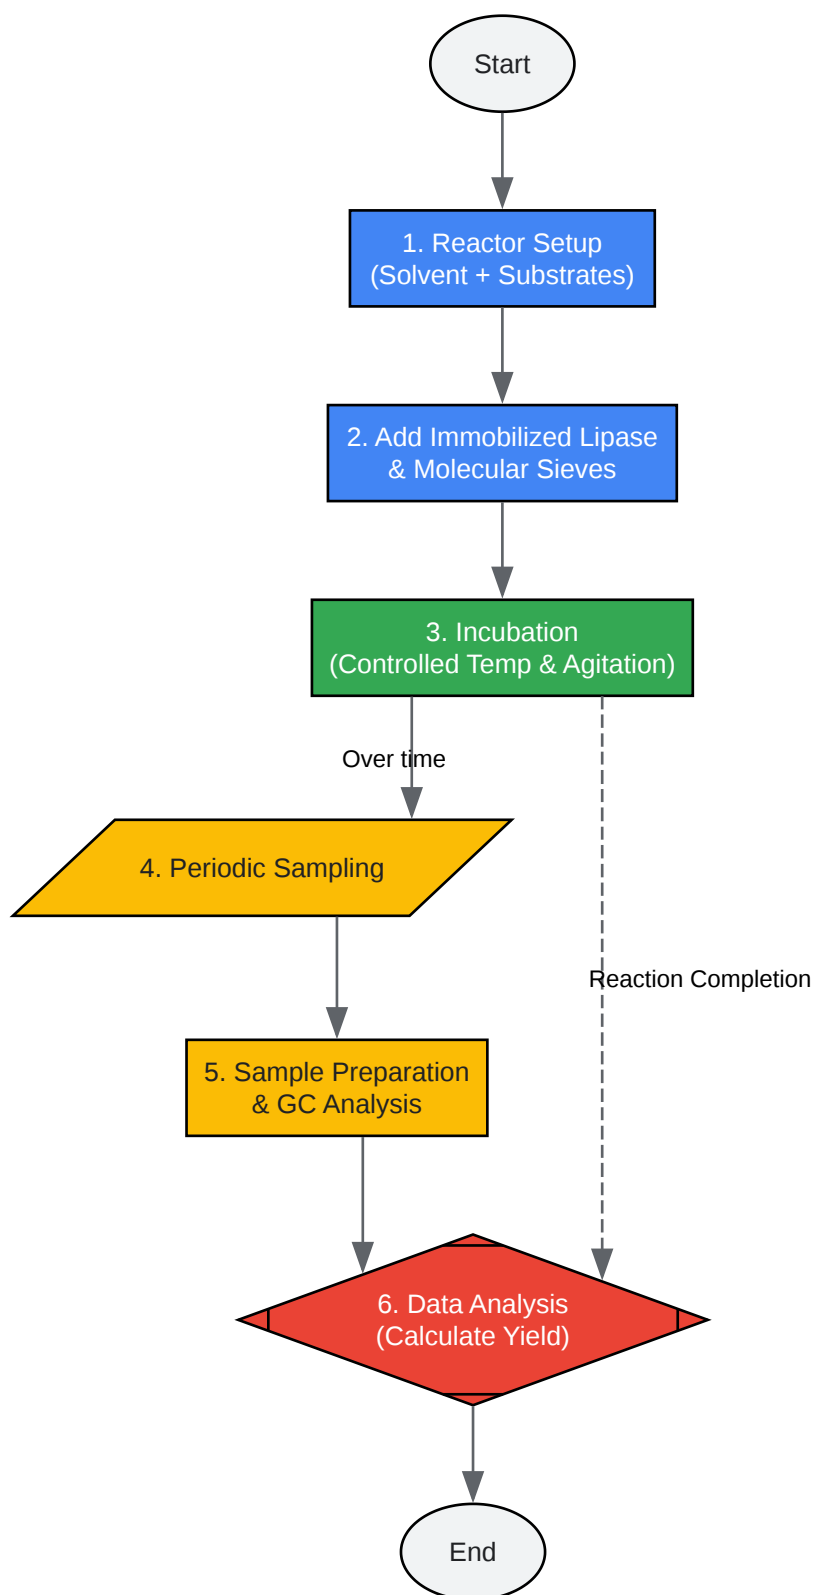 Start
1. Reactor Setup
(Solvent + Substrates)
2. Add Immobilized Lipase
& Molecular Sieves
3. Incubation
(Controlled Temp & Agitation)
Over time
4. Periodic Sampling
Reaction Completion
5. Sample Preparation
& GC Analysis
6. Data Analysis
(Calculate Yield)
End